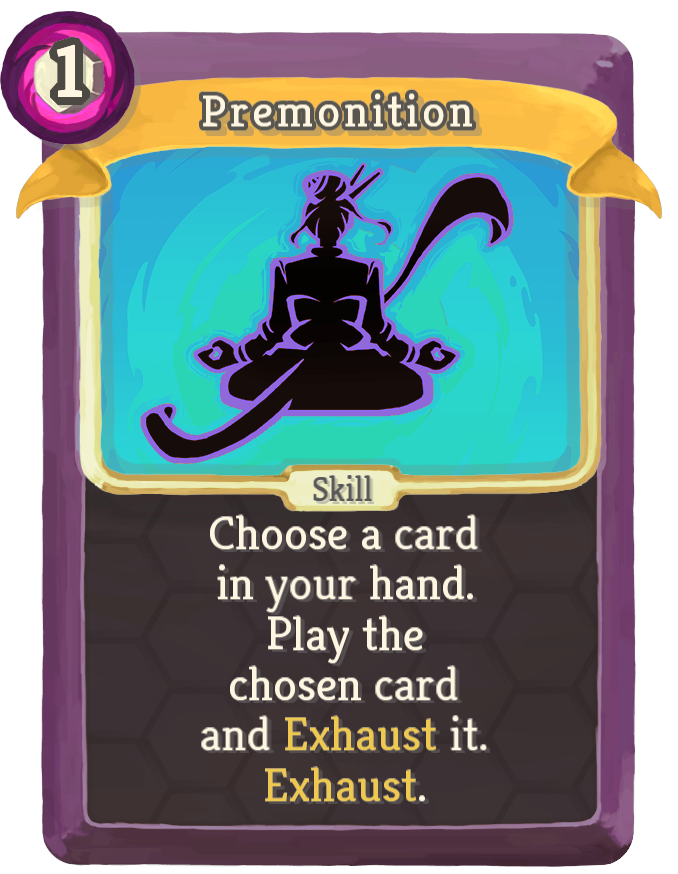 1
Premonition
Skill
Choose a card
in your hand.
Play the
chosen card
and Exhaust it.
Exhaust.